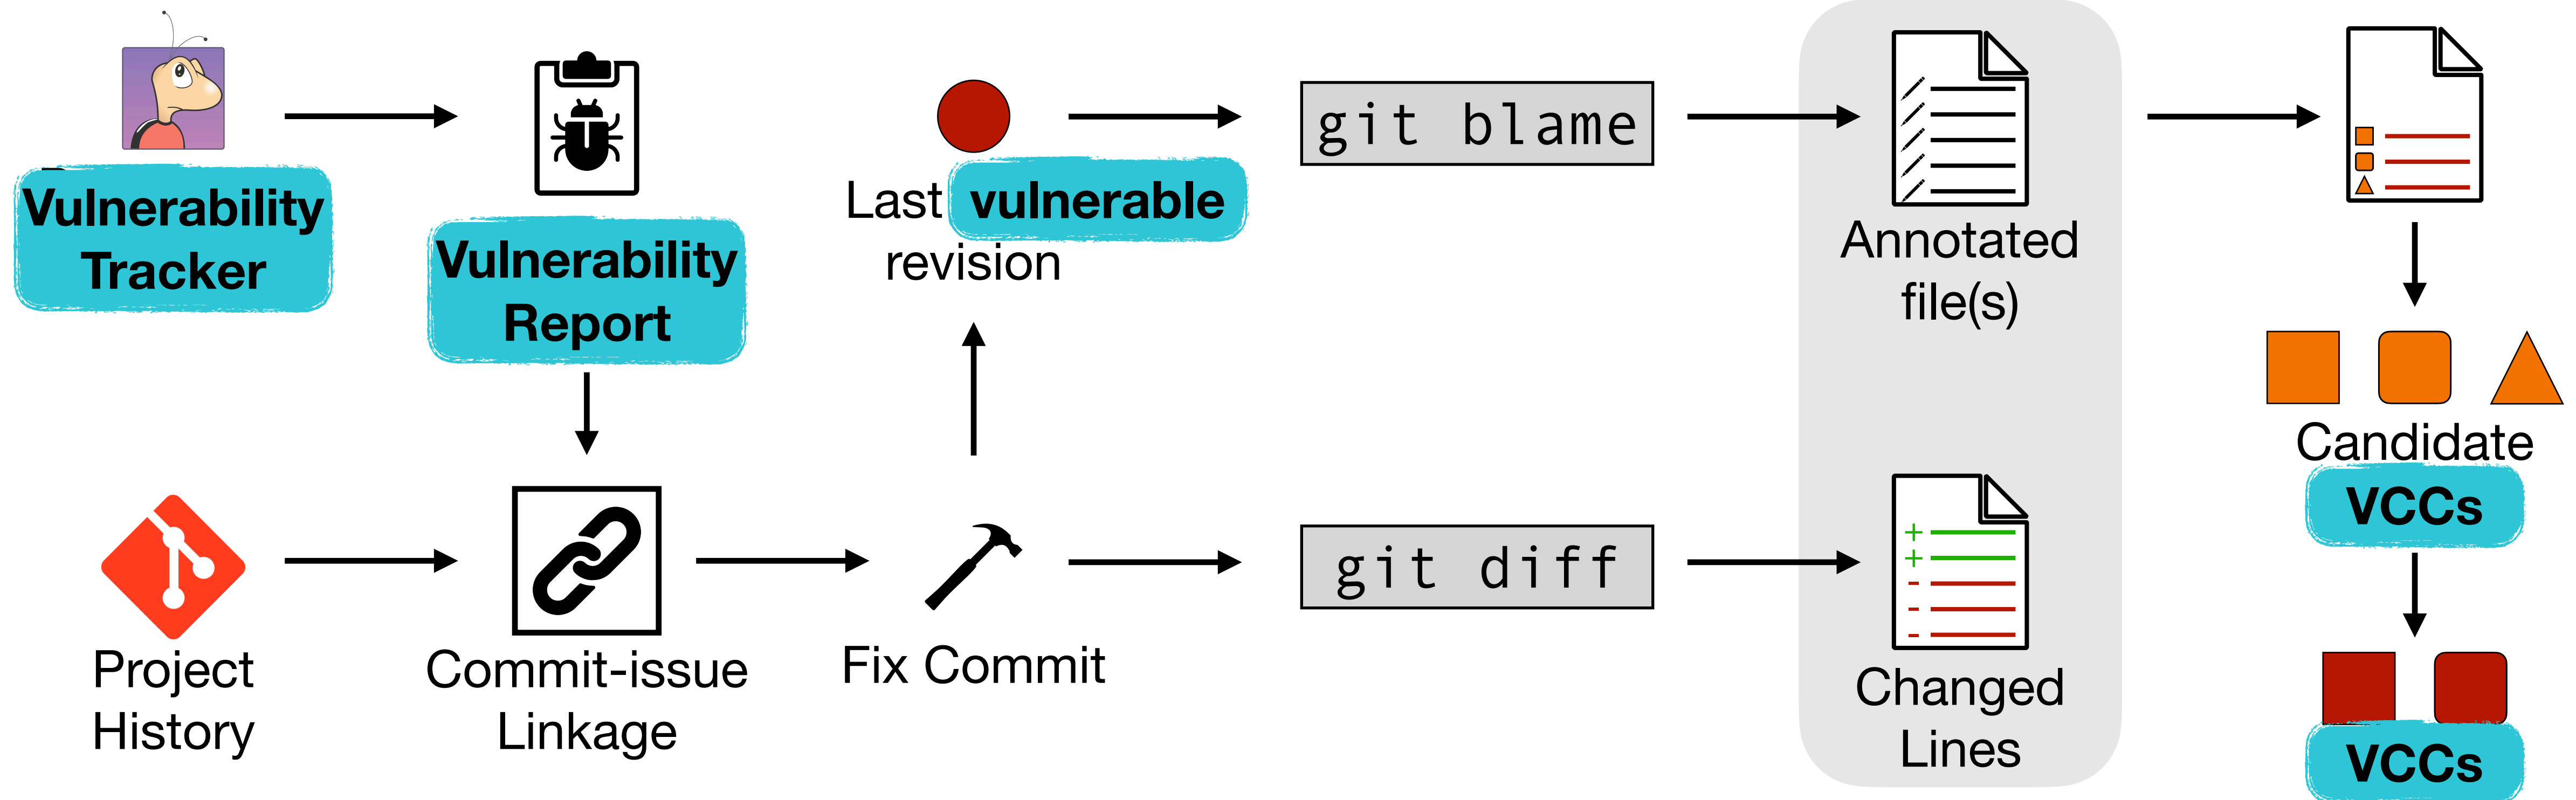 Vulnerability
Tracker
Vulnerability
Report
Last vulnerable
revision
git blame
Annotated
file(s)
Candidate
VCCs
Project
History
Commit-issue
Linkage
Fix Commit
git diff
+
+
-
-
-
Changed
Lines
VCCs